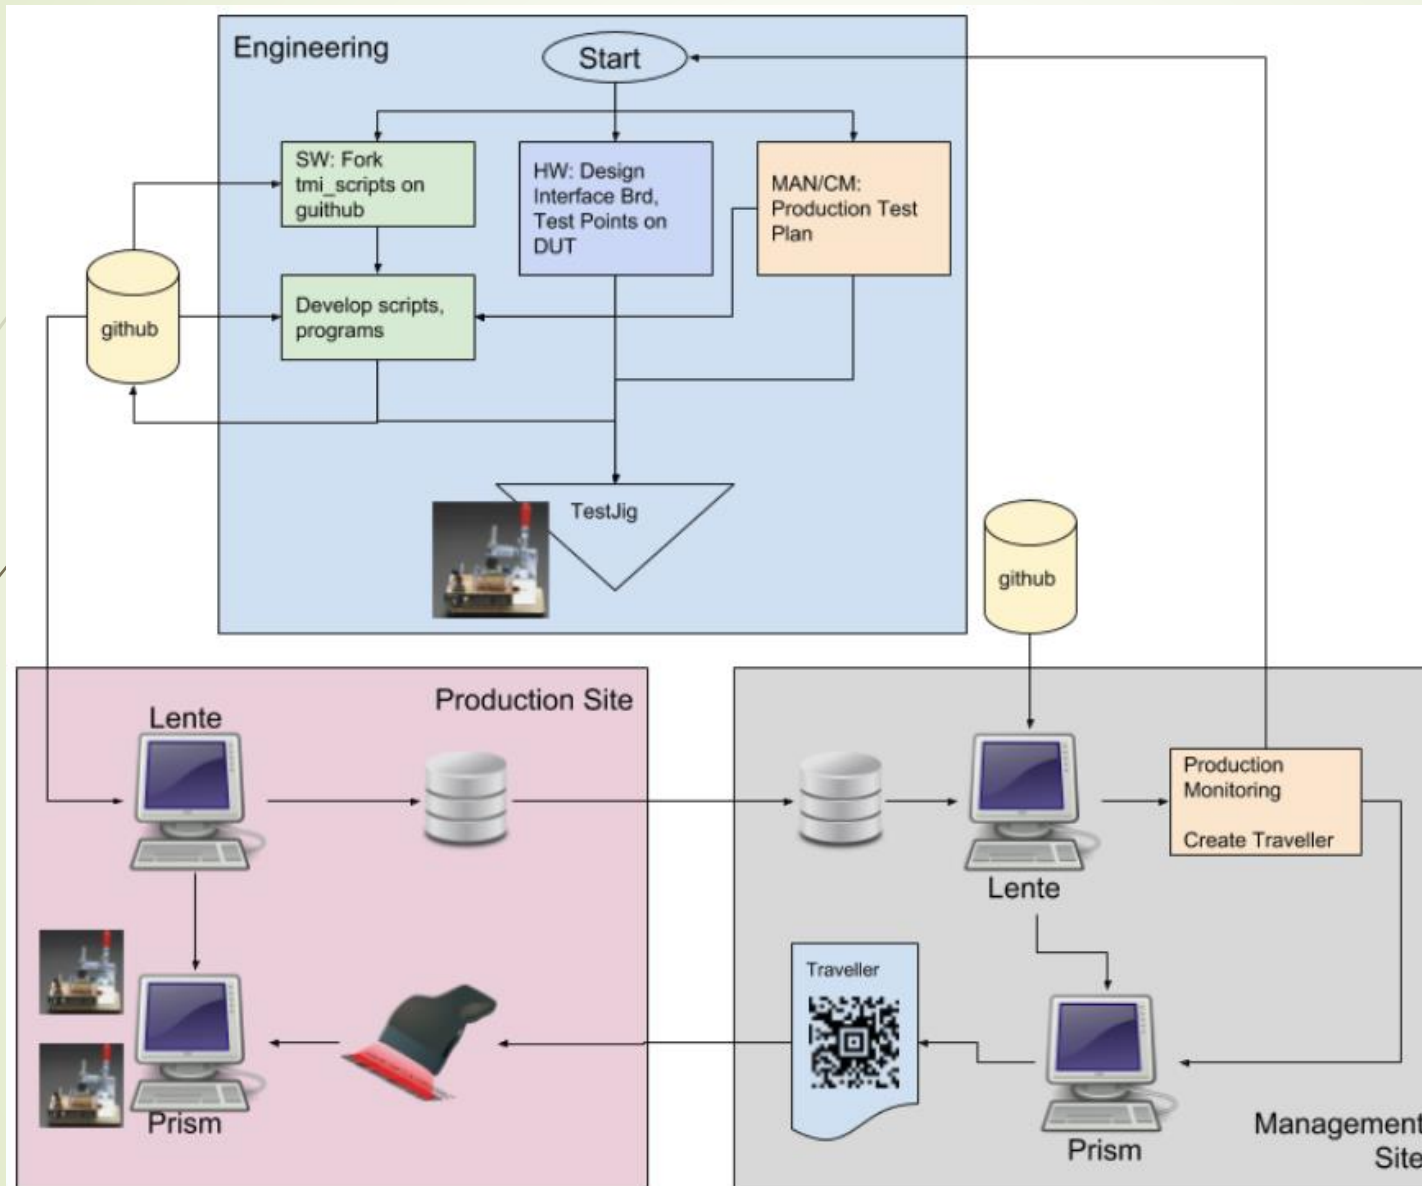 Engineering
Start
SW: Fork
tmi_scripts on
guithub
HW: Design
Interface Brd,
Test Points on
DUT
MAN/CM:
Production Test
Plan
github
Develop scripts,
programs
TestJig
github
Production Site
Lente
Production
Monitoring
Create Traveller
Lente
Traveller
Prism
Prism
Management
Site